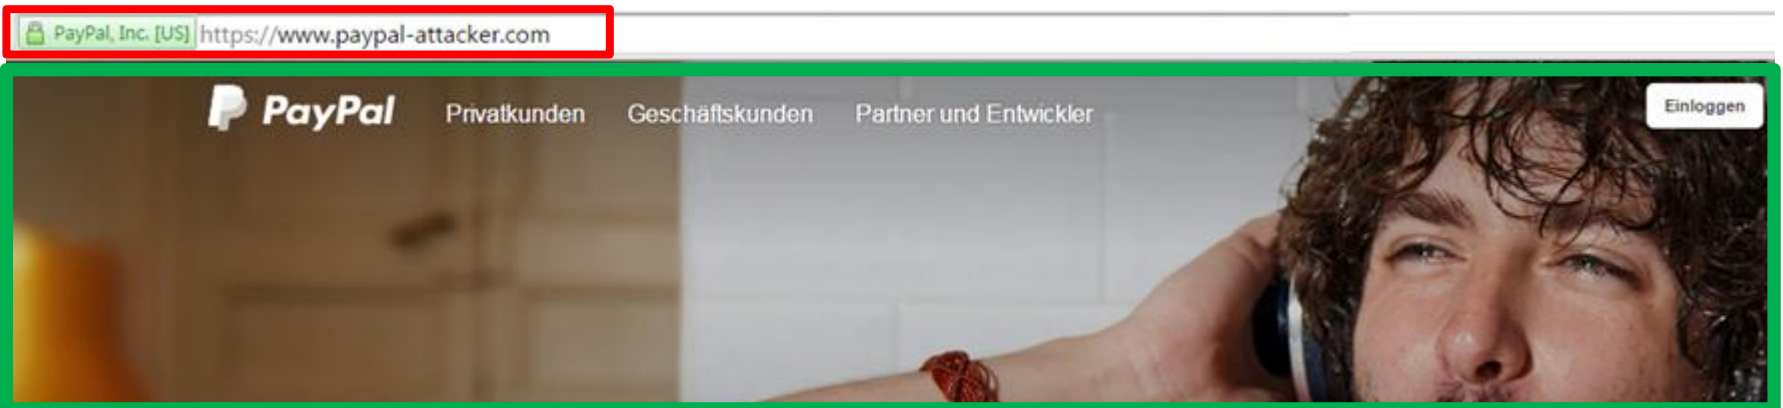 PayPal, Inc. [US] https://www.paypal-attacker.com
PayPal Privatkunden Geschäftskunden Partner und Entwickler Einloggen